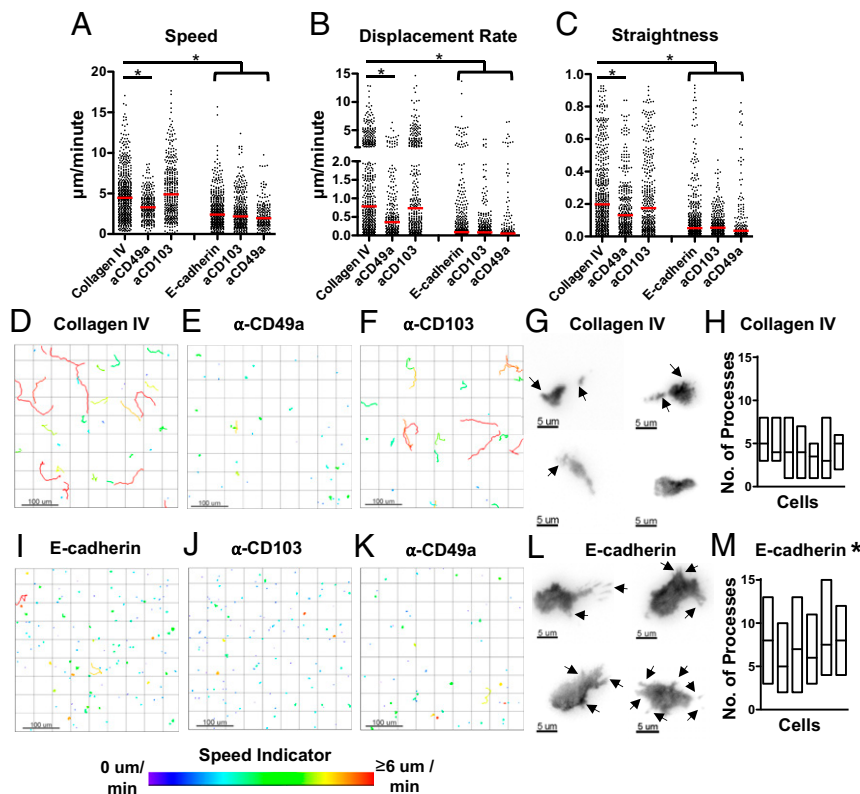 A Speed
B Displacement Rate
C Straightness
* * * * * *
µm/minute
20
15
10
5
0
Collagen IV
aCD49a
aCD103
E-cadherin
aCD103
aCD49a
µm/minute
15
10
5
2.0
1.5
1.0
0.5
0.0
Collagen IV
aCD49a
aCD103
E-cadherin
aCD103
aCD49a
1.0
0.8
0.6
0.4
0.2
0.0
Collagen IV
aCD49a
aCD103
E-cadherin
aCD103
aCD49a
D Collagen IV
100 um
E α-CD49a
100 um
F α-CD103
100 um
G Collagen IV
5 um
5 um
5 um
5 um
H Collagen IV
No. of Processes
15
10
5
0
Cells
I E-cadherin
100 um
J α-CD103
100 um
K α-CD49a
100 um
L E-cadherin
5 um
5 um
5 um
5 um
M E-cadherin *
No. of Processes
15
10
5
0
Cells
Speed Indicator
0 um/ min
≥6 um / min